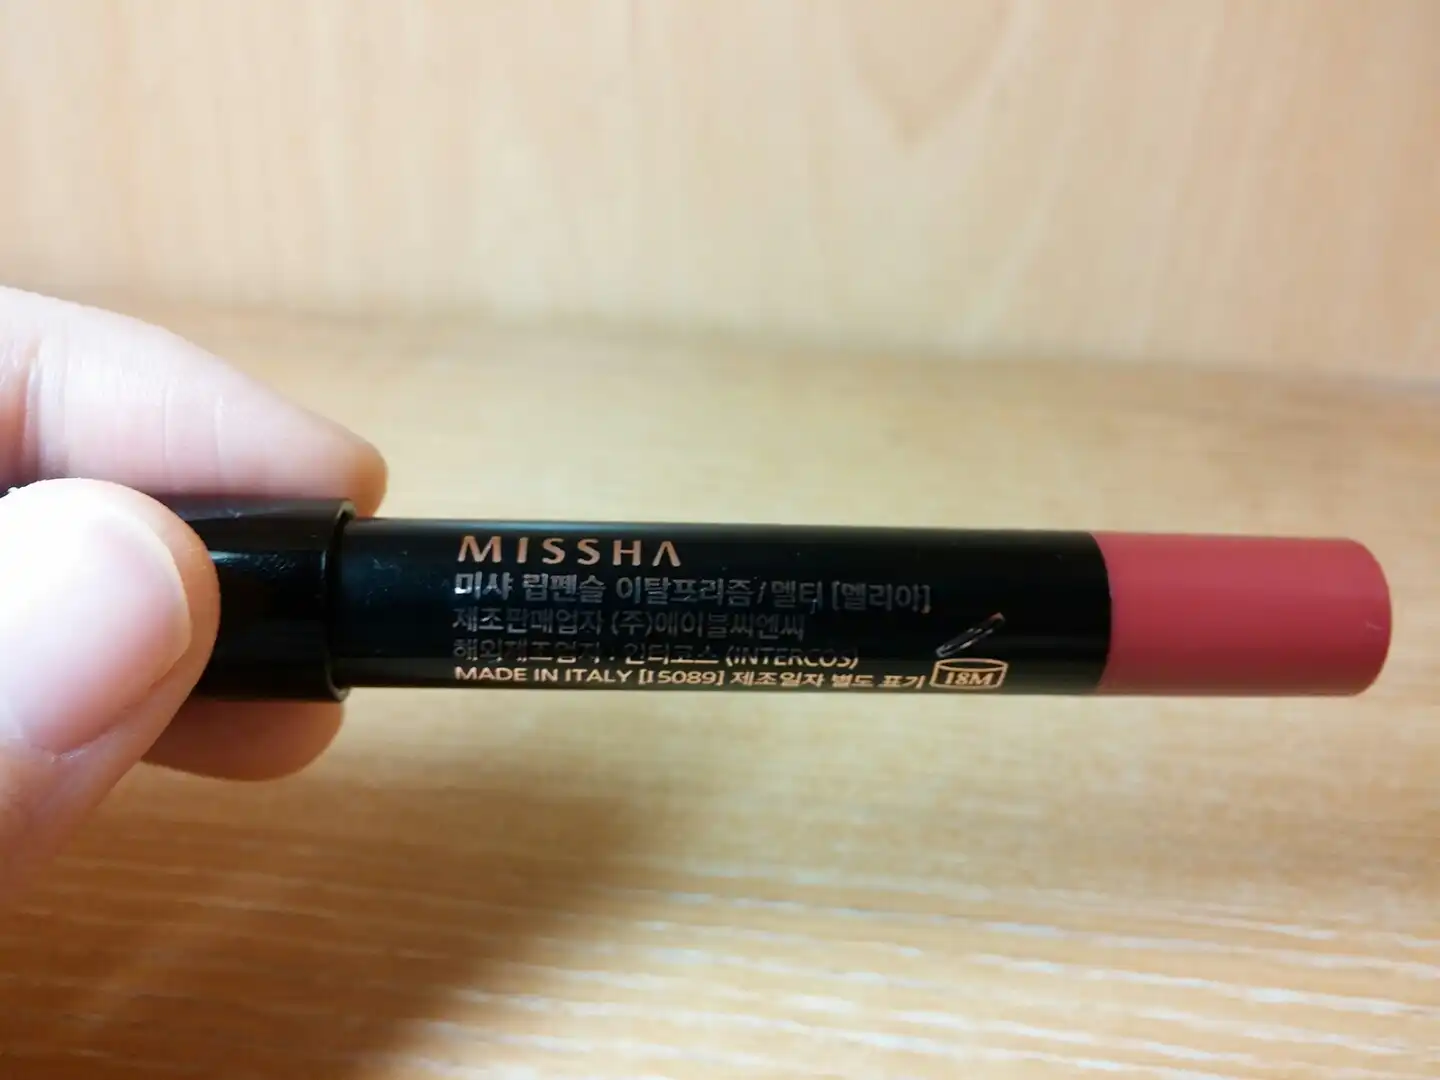 MISSHA
미샤 립펜슬 이탈프리즘/멜티 [멜리아]
제조판매업자 (주)에이블씨엔씨
해외제조업자 : 인터코스 (INTERCOS)
MADE IN ITALY [I5089] 제조일자 별도 표기 18M